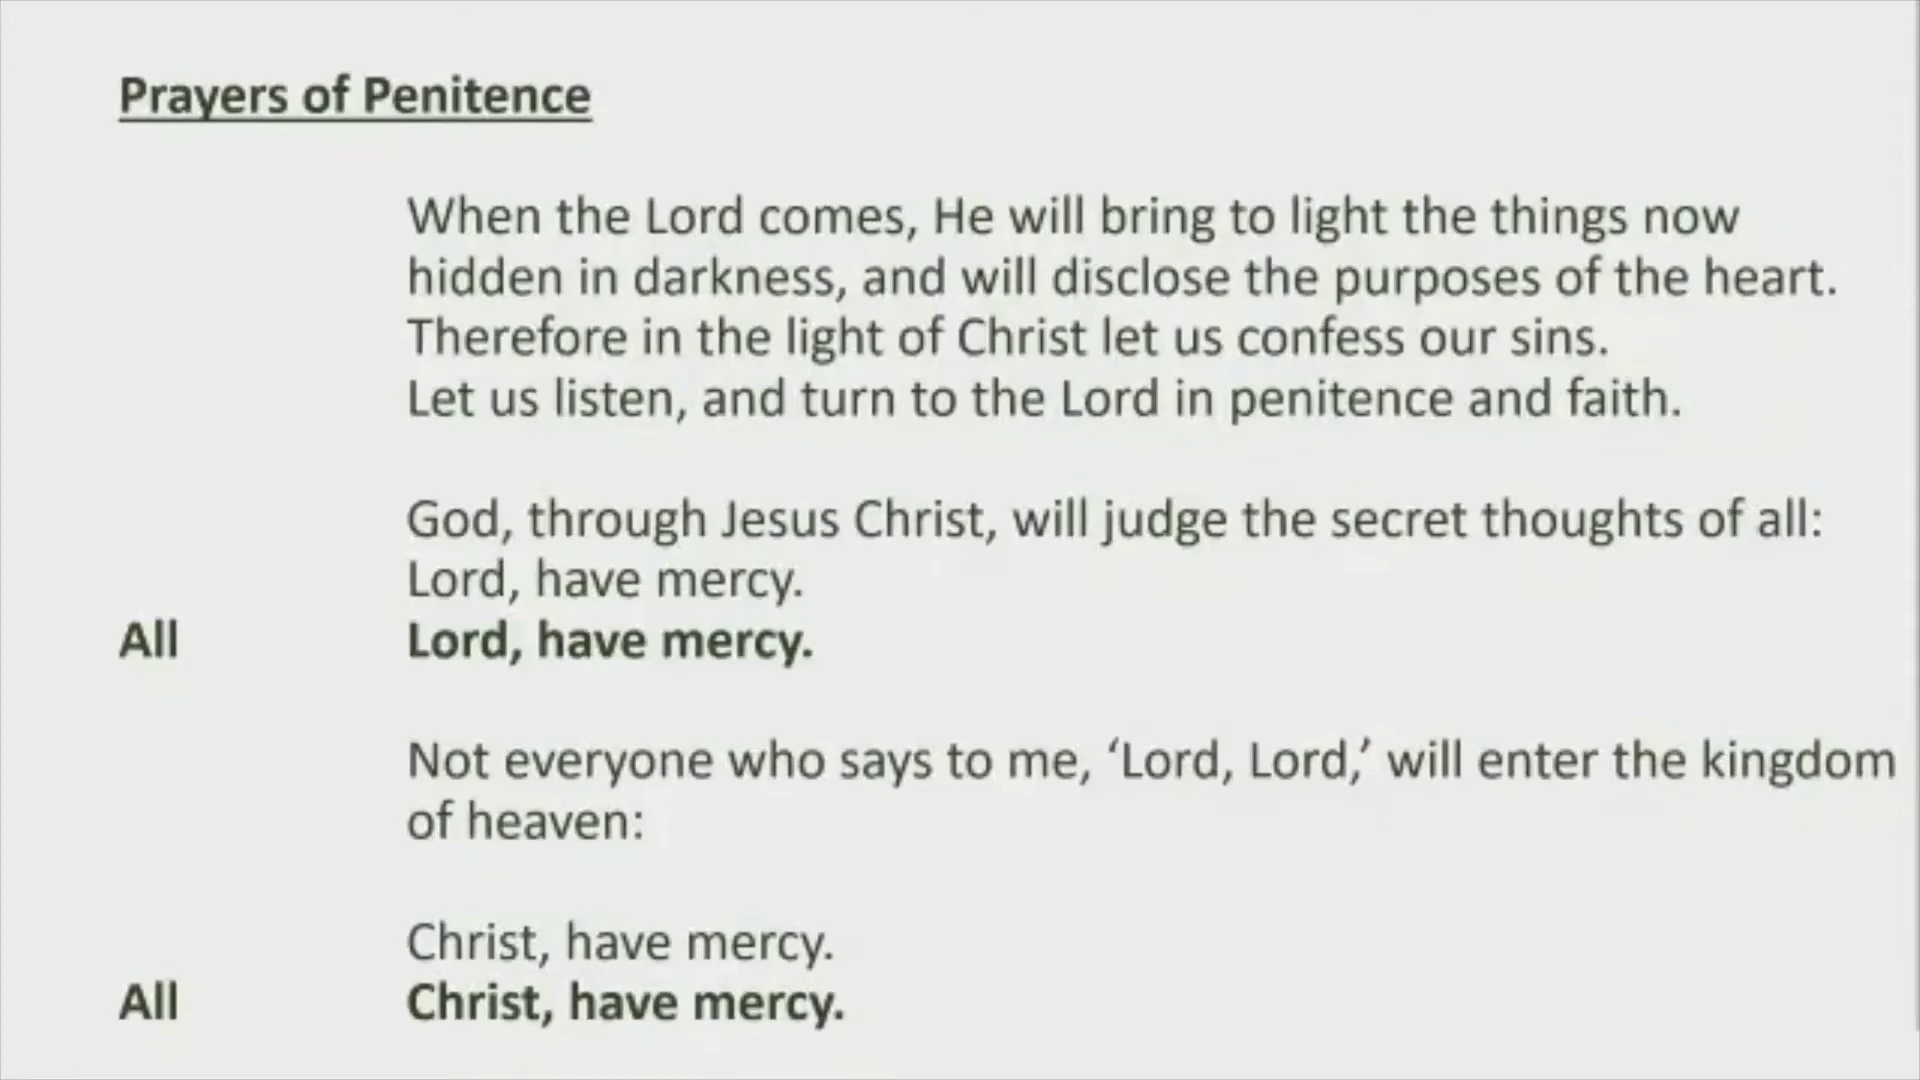 Prayers of Penitence
When the Lord comes, He will bring to light the things now
hidden in darkness, and will disclose the purposes of the heart.
Therefore in the light of Christ let us confess our sins.
Let us listen, and turn to the Lord in penitence and faith.
God, through Jesus Christ, will judge the secret thoughts of all:
Lord, have mercy.
All Lord, have mercy.
Not everyone who says to me, ‘Lord, Lord,’ will enter the kingdom
of heaven:
Christ, have mercy.
All Christ, have mercy.